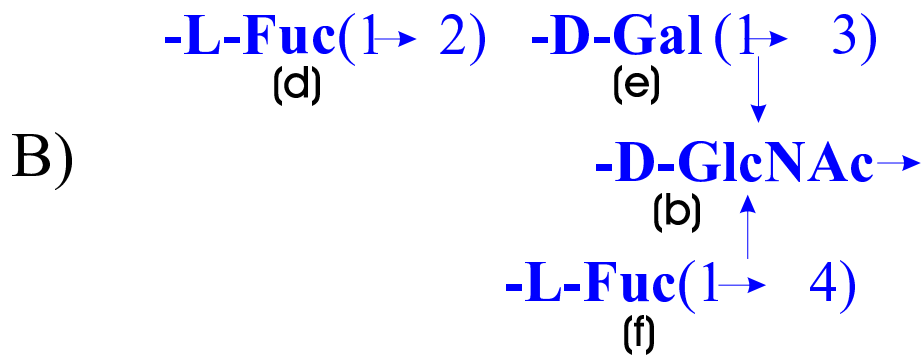 -L-Fuc(1→ 2) -D-Gal (1→ 3)
(d) (e)
B) -D-GlcNAc→
(b)
-L-Fuc(1→ 4)
(f)